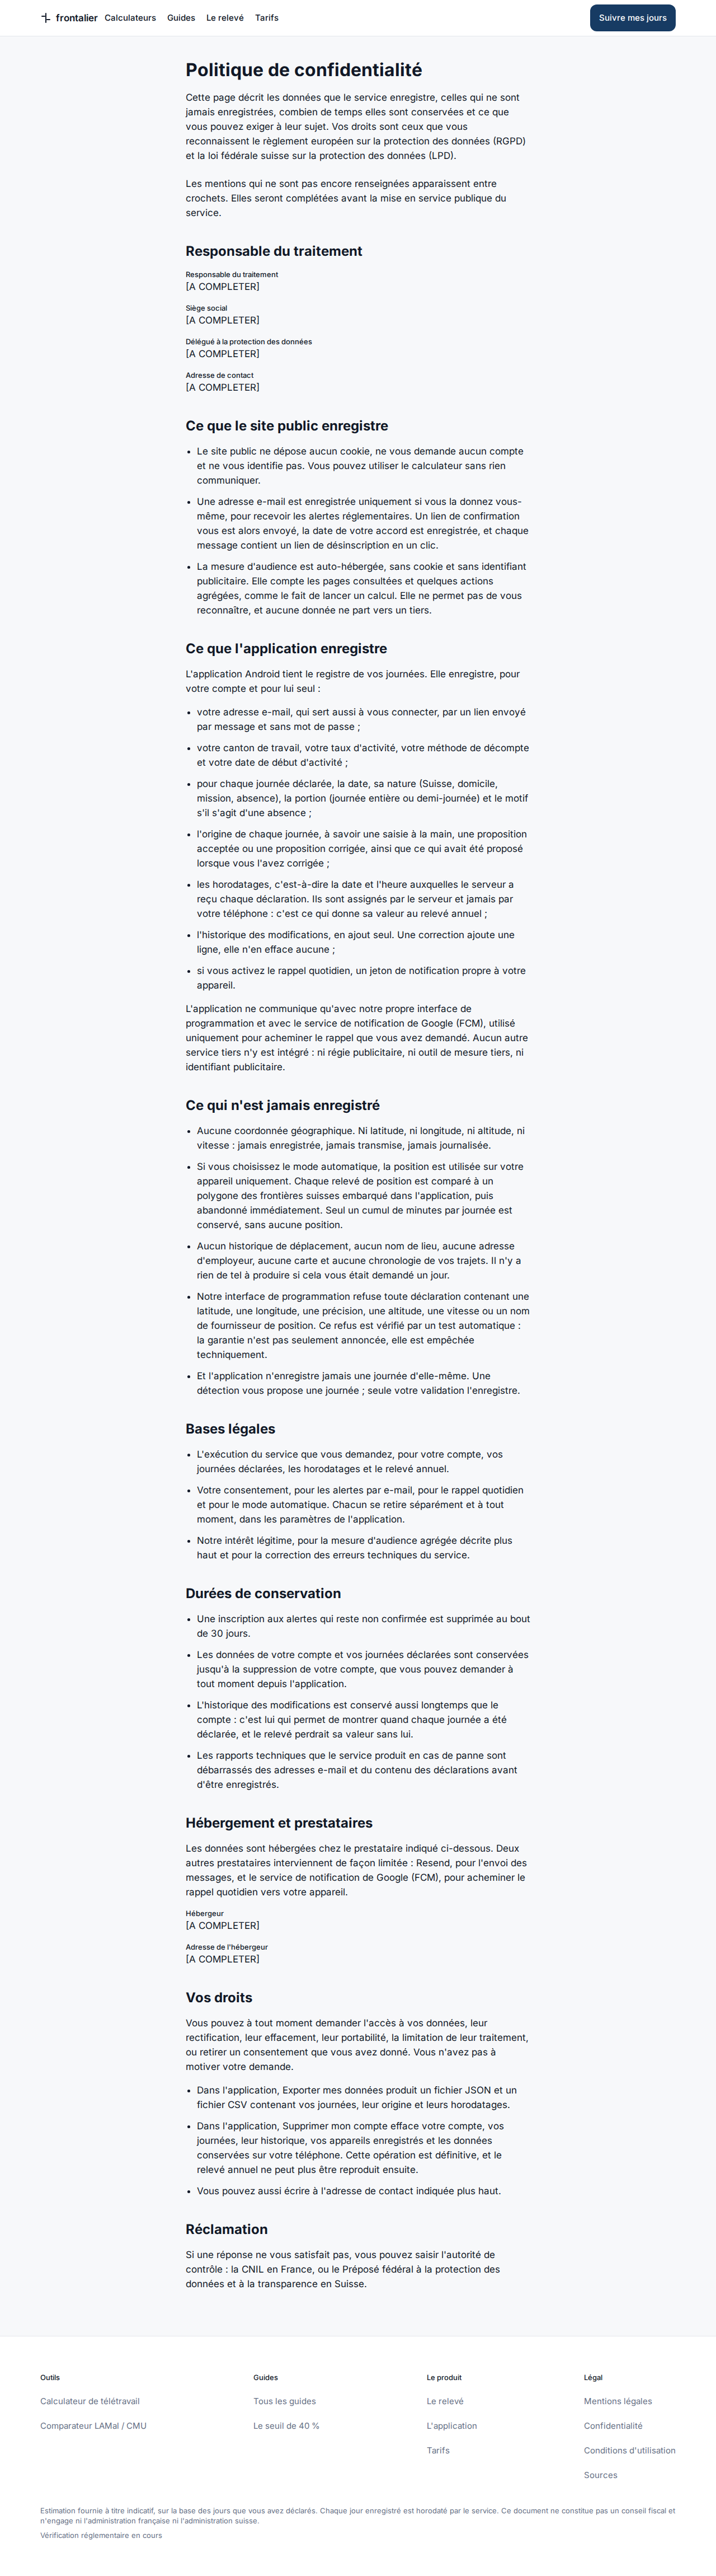 frontalier Calculateurs Guides Le relevé Tarifs Suivre mes jours
Politique de confidentialité
Cette page décrit les données que le service enregistre, celles qui ne sont
jamais enregistrées, combien de temps elles sont conservées et ce que
vous pouvez exiger à leur sujet. Vos droits sont ceux que vous
reconnaissent le règlement européen sur la protection des données (RGPD)
et la loi fédérale suisse sur la protection des données (LPD).
Les mentions qui ne sont pas encore renseignées apparaissent entre
crochets. Elles seront complétées avant la mise en service publique du
service.
Responsable du traitement
Responsable du traitement
[A COMPLETER]
Siège social
[A COMPLETER]
Délégué à la protection des données
[A COMPLETER]
Adresse de contact
[A COMPLETER]
Ce que le site public enregistre
• Le site public ne dépose aucun cookie, ne vous demande aucun compte
et ne vous identifie pas. Vous pouvez utiliser le calculateur sans rien
communiquer.
• Une adresse e-mail est enregistrée uniquement si vous la donnez vous-
même, pour recevoir les alertes réglementaires. Un lien de confirmation
vous est alors envoyé, la date de votre accord est enregistrée, et chaque
message contient un lien de désinscription en un clic.
• La mesure d'audience est auto-hébergée, sans cookie et sans identifiant
publicitaire. Elle compte les pages consultées et quelques actions
agrégées, comme le fait de lancer un calcul. Elle ne permet pas de vous
reconnaître, et aucune donnée ne part vers un tiers.
Ce que l'application enregistre
L'application Android tient le registre de vos journées. Elle enregistre, pour
votre compte et pour lui seul :
• votre adresse e-mail, qui sert aussi à vous connecter, par un lien envoyé
par message et sans mot de passe ;
• votre canton de travail, votre taux d'activité, votre méthode de décompte
et votre date de début d'activité ;
• pour chaque journée déclarée, la date, sa nature (Suisse, domicile,
mission, absence), la portion (journée entière ou demi-journée) et le motif
s'il s'agit d'une absence ;
• l'origine de chaque journée, à savoir une saisie à la main, une proposition
acceptée ou une proposition corrigée, ainsi que ce qui avait été proposé
lorsque vous l'avez corrigée ;
• les horodatages, c'est-à-dire la date et l'heure auxquelles le serveur a
reçu chaque déclaration. Ils sont assignés par le serveur et jamais par
votre téléphone : c'est ce qui donne sa valeur au relevé annuel ;
• l'historique des modifications, en ajout seul. Une correction ajoute une
ligne, elle n'en efface aucune ;
• si vous activez le rappel quotidien, un jeton de notification propre à votre
appareil.
L'application ne communique qu'avec notre propre interface de
programmation et avec le service de notification de Google (FCM), utilisé
uniquement pour acheminer le rappel que vous avez demandé. Aucun autre
service tiers n'y est intégré : ni régie publicitaire, ni outil de mesure tiers, ni
identifiant publicitaire.
Ce qui n'est jamais enregistré
• Aucune coordonnée géographique. Ni latitude, ni longitude, ni altitude, ni
vitesse : jamais enregistrée, jamais transmise, jamais journalisée.
• Si vous choisissez le mode automatique, la position est utilisée sur votre
appareil uniquement. Chaque relevé de position est comparé à un
polygone des frontières suisses embarqué dans l'application, puis
abandonné immédiatement. Seul un cumul de minutes par journée est
conservé, sans aucune position.
• Aucun historique de déplacement, aucun nom de lieu, aucune adresse
d'employeur, aucune carte et aucune chronologie de vos trajets. Il n'y a
rien de tel à produire si cela vous était demandé un jour.
• Notre interface de programmation refuse toute déclaration contenant une
latitude, une longitude, une précision, une altitude, une vitesse ou un nom
de fournisseur de position. Ce refus est vérifié par un test automatique :
la garantie n'est pas seulement annoncée, elle est empêchée
techniquement.
• Et l'application n'enregistre jamais une journée d'elle-même. Une
détection vous propose une journée ; seule votre validation l'enregistre.
Bases légales
• L'exécution du service que vous demandez, pour votre compte, vos
journées déclarées, les horodatages et le relevé annuel.
• Votre consentement, pour les alertes par e-mail, pour le rappel quotidien
et pour le mode automatique. Chacun se retire séparément et à tout
moment, dans les paramètres de l'application.
• Notre intérêt légitime, pour la mesure d'audience agrégée décrite plus
haut et pour la correction des erreurs techniques du service.
Durées de conservation
• Une inscription aux alertes qui reste non confirmée est supprimée au bout
de 30 jours.
• Les données de votre compte et vos journées déclarées sont conservées
jusqu'à la suppression de votre compte, que vous pouvez demander à
tout moment depuis l'application.
• L'historique des modifications est conservé aussi longtemps que le
compte : c'est lui qui permet de montrer quand chaque journée a été
déclarée, et le relevé perdrait sa valeur sans lui.
• Les rapports techniques que le service produit en cas de panne sont
débarrassés des adresses e-mail et du contenu des déclarations avant
d'être enregistrés.
Hébergement et prestataires
Les données sont hébergées chez le prestataire indiqué ci-dessous. Deux
autres prestataires interviennent de façon limitée : Resend, pour l'envoi des
messages, et le service de notification de Google (FCM), pour acheminer le
rappel quotidien vers votre appareil.
Hébergeur
[A COMPLETER]
Adresse de l'hébergeur
[A COMPLETER]
Vos droits
Vous pouvez à tout moment demander l'accès à vos données, leur
rectification, leur effacement, leur portabilité, la limitation de leur traitement,
ou retirer un consentement que vous avez donné. Vous n'avez pas à
motiver votre demande.
• Dans l'application, Exporter mes données produit un fichier JSON et un
fichier CSV contenant vos journées, leur origine et leurs horodatages.
• Dans l'application, Supprimer mon compte efface votre compte, vos
journées, leur historique, vos appareils enregistrés et les données
conservées sur votre téléphone. Cette opération est définitive, et le
relevé annuel ne peut plus être reproduit ensuite.
• Vous pouvez aussi écrire à l'adresse de contact indiquée plus haut.
Réclamation
Si une réponse ne vous satisfait pas, vous pouvez saisir l'autorité de
contrôle : la CNIL en France, ou le Préposé fédéral à la protection des
données et à la transparence en Suisse.
Outils
Calculateur de télétravail
Comparateur LAMal / CMU
Guides
Tous les guides
Le seuil de 40 %
Le produit
Le relevé
L'application
Tarifs
Légal
Mentions légales
Confidentialité
Conditions d'utilisation
Sources
Estimation fournie à titre indicatif, sur la base des jours que vous avez déclarés. Chaque jour enregistré est horodaté par le service. Ce document ne constitue pas un conseil fiscal et
n'engage ni l'administration française ni l'administration suisse.
Vérification réglementaire en cours